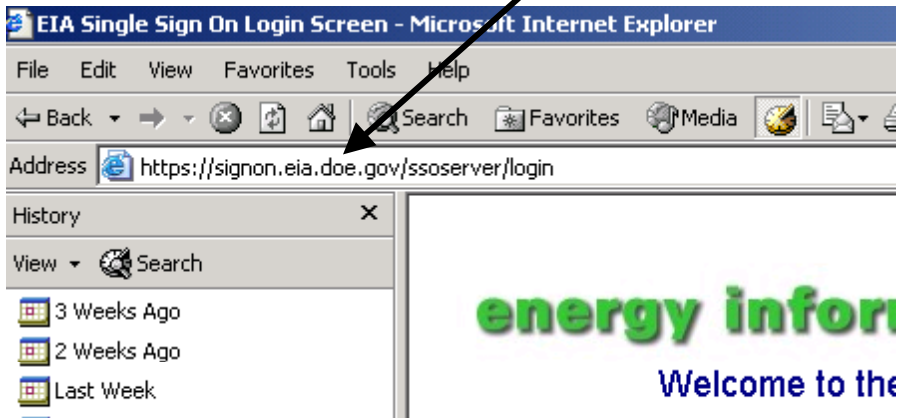 EIA Single Sign On Login Screen - Microsoft Internet Explorer
File Edit View Favorites Tools Help
Back Search Favorites Media
Address https://signon.eia.doe.gov/ssoserver/login
History
View Search
3 Weeks Ago
2 Weeks Ago
Last Week
energy infor
Welcome to the